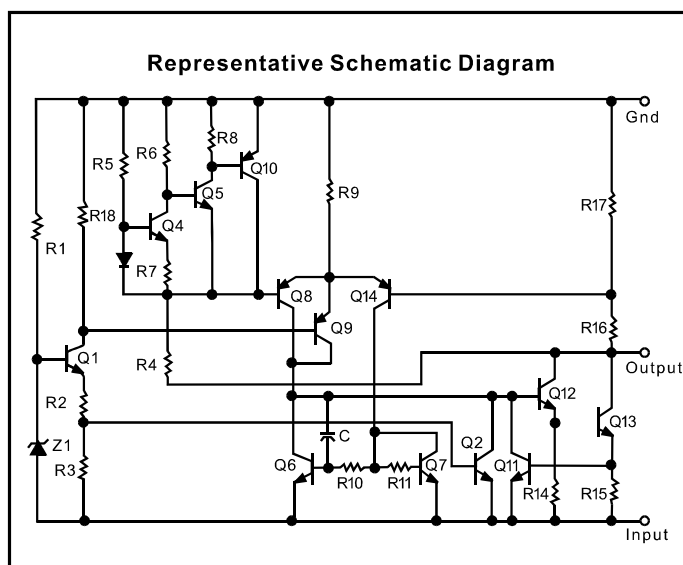 Representative Schematic Diagram
Gnd
R8
R6
R5
Q10
R9
Q5
R17
R18
Q4
R1
R7
Q8
Q14
Q9
R16
Q1
R4
Output
R2
Q12
Q13
Z1
C
Q2
R3
Q6
Q7
Q11
R10
R11
R14
R15
Input